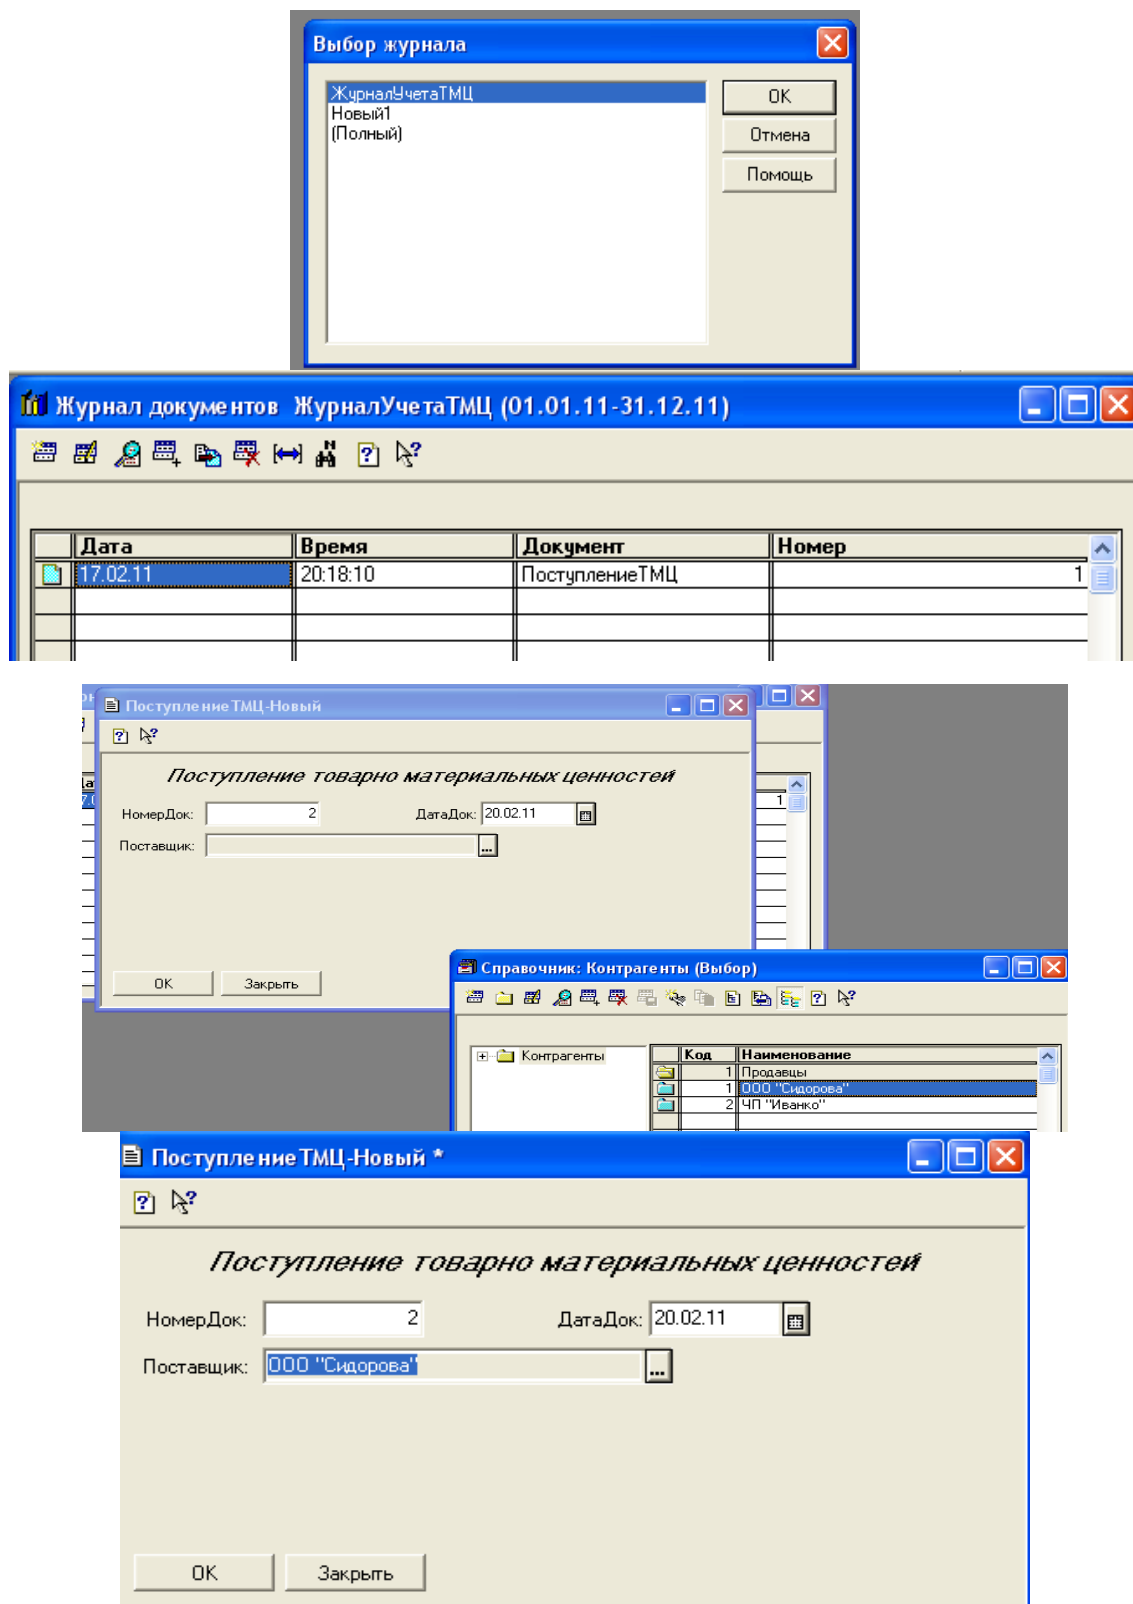 Выбор журнала
ЖурналУчетаТМЦ
Новый1
(Полный)
OK
Отмена
Помощь
Журнал документов ЖурналУчетаТМЦ (01.01.11-31.12.11)
Дата Время Документ Номер
17.02.11 20:18:10 ПоступлениеТМЦ 1
ПоступлениеТМЦ-Новый
Поступление товарно материальных ценностей
НомерДок: 2 ДатаДок: 20.02.11
1
Поставщик: ...
OK Закрыть
Справочник: Контрагенты (Выбор)
Контрагенты
Код Наименование
1 Продавцы
1 ООО "Сидорова"
2 ЧП "Иванко"
ПоступлениеТМЦ-Новый *
Поступление товарно материальных ценностей
НомерДок: 2 ДатаДок: 20.02.11
Поставщик: ООО "Сидорова" ...
OK Закрыть